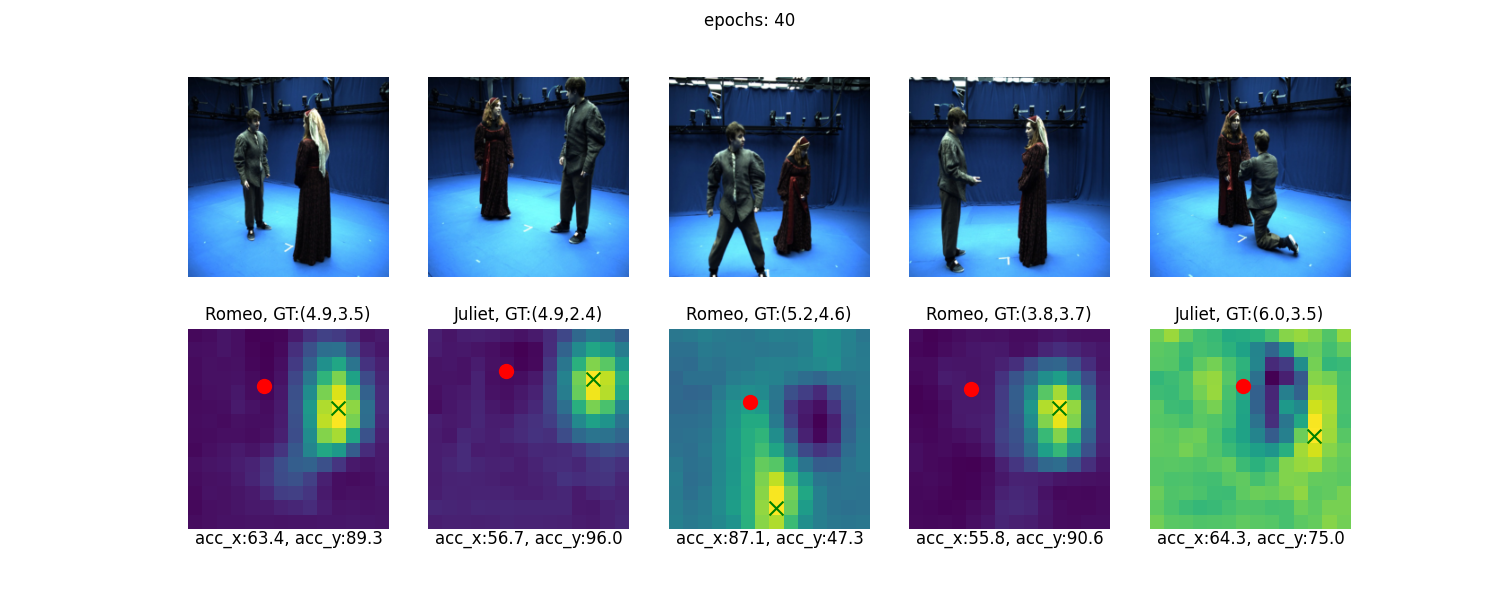 epochs: 40
Romeo, GT:(4.9,3.5)
Juliet, GT:(4.9,2.4)
Romeo, GT:(5.2,4.6)
Romeo, GT:(3.8,3.7)
Juliet, GT:(6.0,3.5)
acc_x:63.4, acc_y:89.3
acc_x:56.7, acc_y:96.0
acc_x:87.1, acc_y:47.3
acc_x:55.8, acc_y:90.6
acc_x:64.3, acc_y:75.0